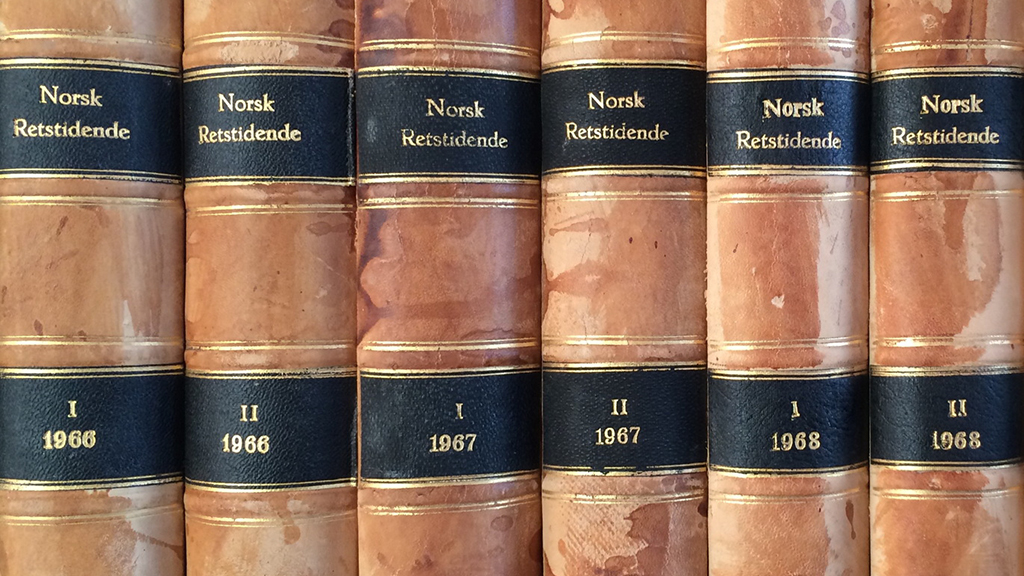 Norsk
Retstidende
I
1966
Norsk
Retstidende
II
1966
Norsk
Retstidende
I
1967
Norsk
Retstidende
II
1967
Norsk
Retstidende
I
1968
Norsk
Retstidende
II
1968